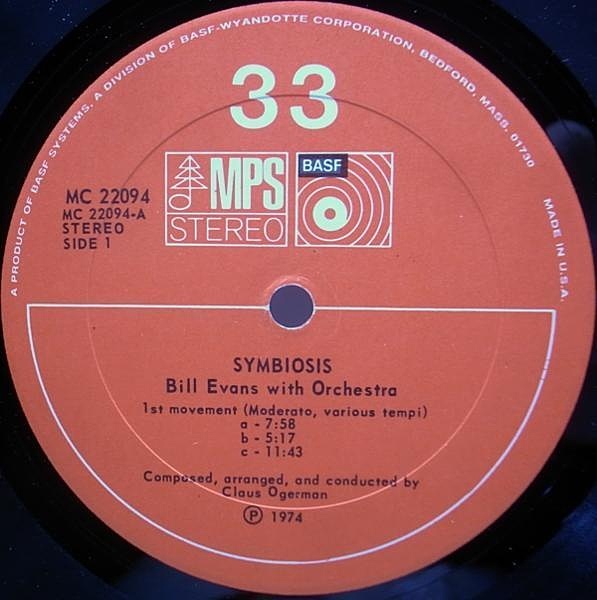 A PRODUCT OF BASF SYSTEMS, A DIVISION OF BASF-WYANDOTTE CORPORATION, BEDFORD, MASS. 01730
MADE IN U.S.A.
33
MPS
STEREO
BASF
MC 22094
MC 22094-A
STEREO
SIDE 1
SYMBIOSIS
Bill Evans with Orchestra
1st movement (Moderato, various tempi)
a - 7:58
b - 5:17
c - 11:43
Composed, arranged, and conducted by
Claus Ogerman
Ⓟ 1974